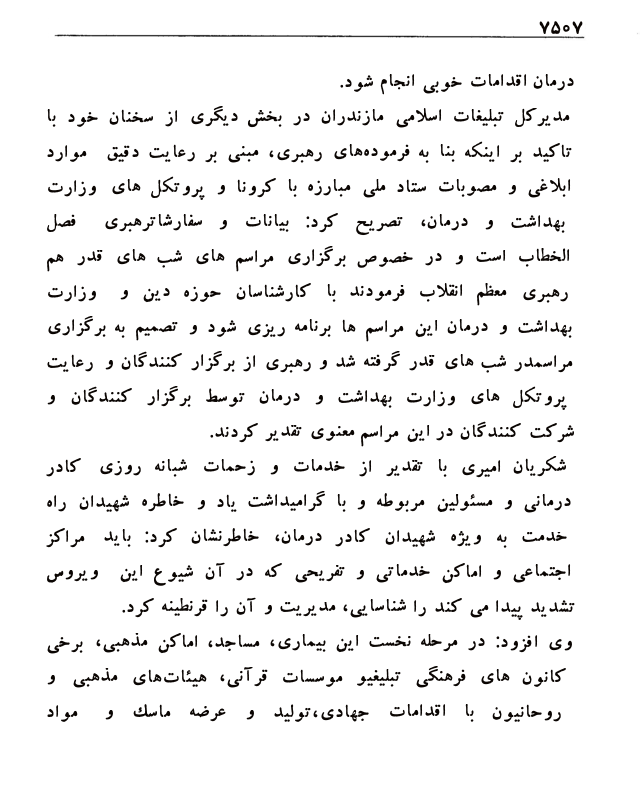 ۷۵۰۷
درمان اقدامات خوبی انجام شود.
مدیرکل تبلیغات اسلامی مازندران در بخش دیگری از سخنان خود با
تاکید بر اینکه بنا به فرموده‌های رهبری، مبنی بر رعایت دقیق موارد
ابلاغی و مصوبات ستاد ملی مبارزه با کرونا و پروتکل های وزارت
بهداشت و درمان، تصریح کرد: بیانات و سفارشاترهبری فصل
الخطاب است و در خصوص برگزاری مراسم های شب های قدر هم
رهبری معظم انقلاب فرمودند با کارشناسان حوزه دین و وزارت
بهداشت و درمان این مراسم ها برنامه ریزی شود و تصمیم به برگزاری
مراسمدر شب های قدر گرفته شد و رهبری از برگزار کنندگان و رعایت
پروتکل های وزارت بهداشت و درمان توسط برگزار کنندگان و
شرکت کنندگان در این مراسم معنوی تقدیر کردند.
شکریان امیری با تقدیر از خدمات و زحمات شبانه روزی کادر
درمانی و مسئولین مربوطه و با گرامیداشت یاد و خاطره شهیدان راه
خدمت به ویژه شهیدان کادر درمان، خاطرنشان کرد: باید مراکز
اجتماعی و اماکن خدماتی و تفریحی که در آن شیوع این ویروس
تشدید پیدا می کند را شناسایی، مدیریت و آن را قرنطینه کرد.
وی افزود: در مرحله نخست این بیماری، مساجد، اماکن مذهبی، برخی
کانون های فرهنگی تبلیغیو موسسات قرآنی، هیئات‌های مذهبی و
روحانیون با اقدامات جهادی،تولید و عرضه ماسك و مواد